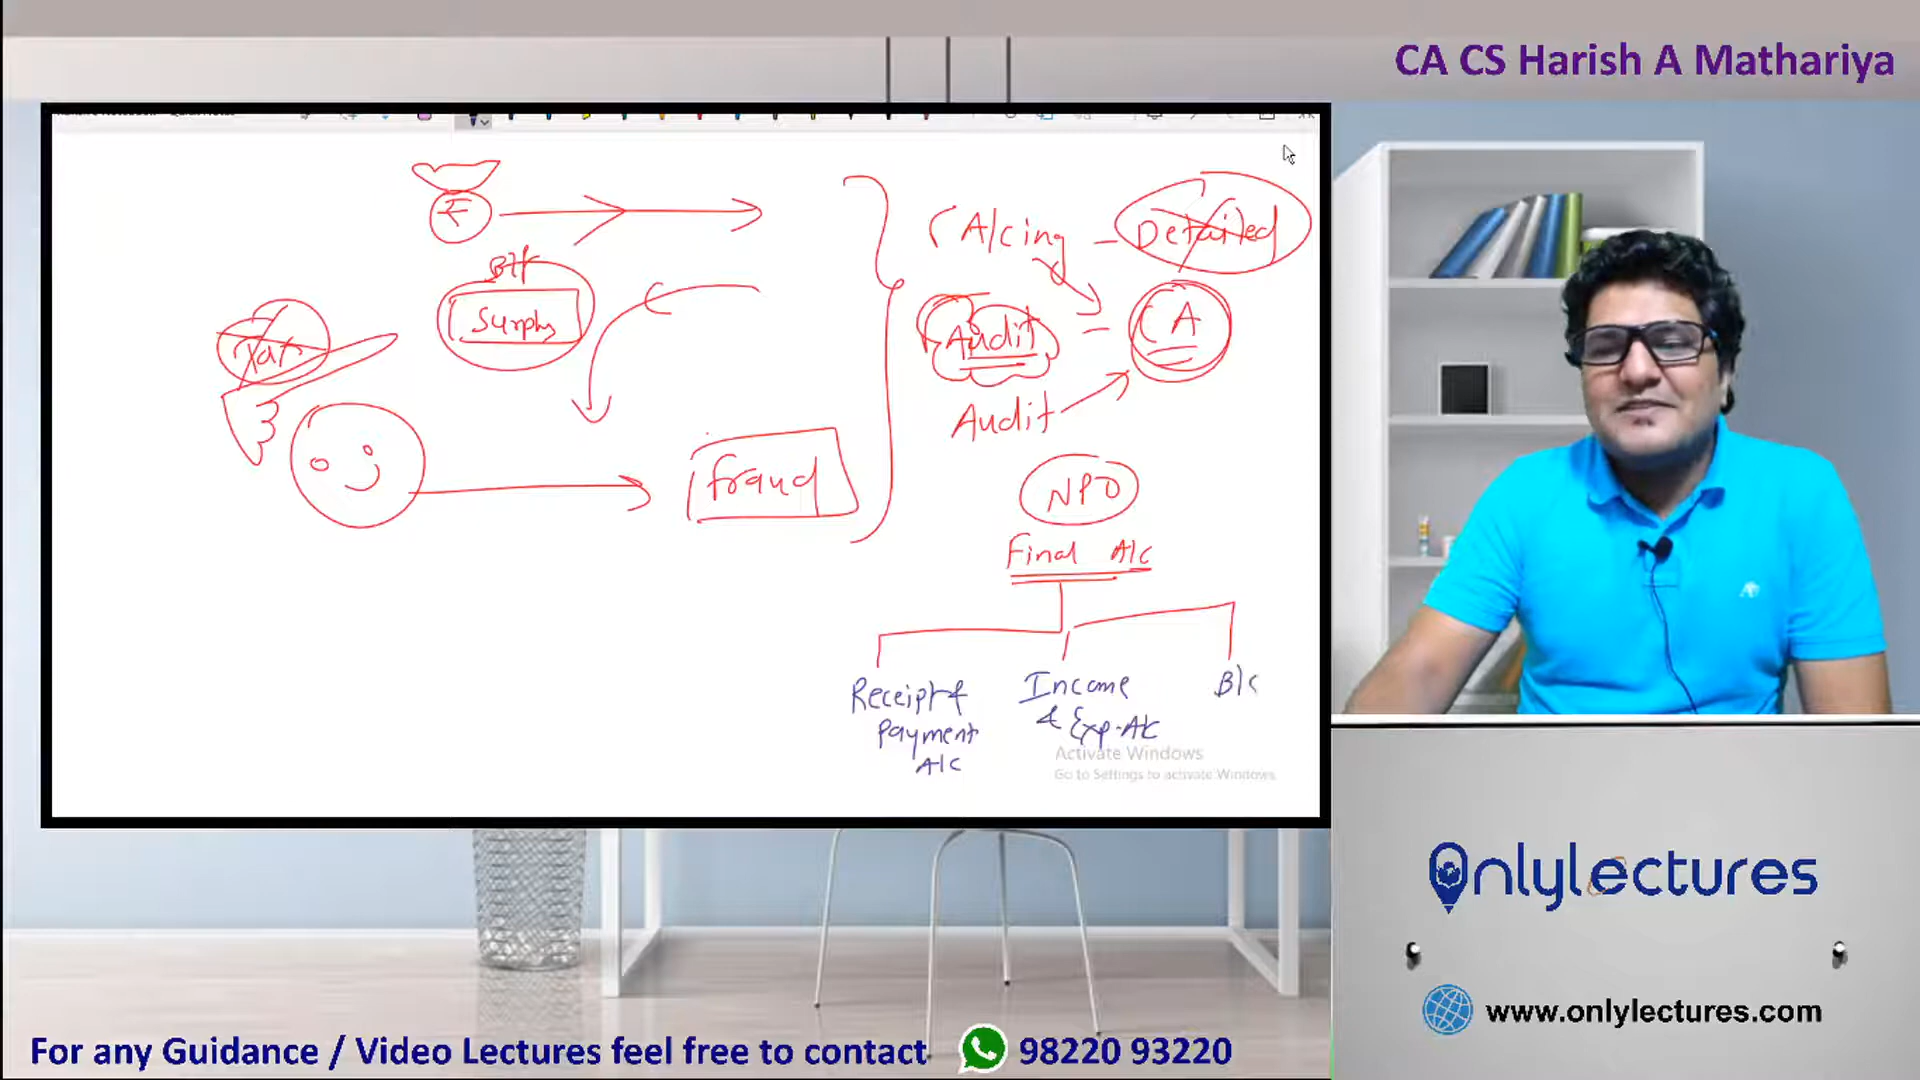 CA CS Harish A Mathariya
₹
A/cing - Detailed
Surplus
Tax
Audit = A
Audit
fraud
NPO
Final A/c
Receipt &
Payment
A/c
Income
& Exp. A/c
B/S
Activate Windows
Go to Settings to activate Windows.
Onlylectures
www.onlylectures.com
For any Guidance / Video Lectures feel free to contact 98220 93220